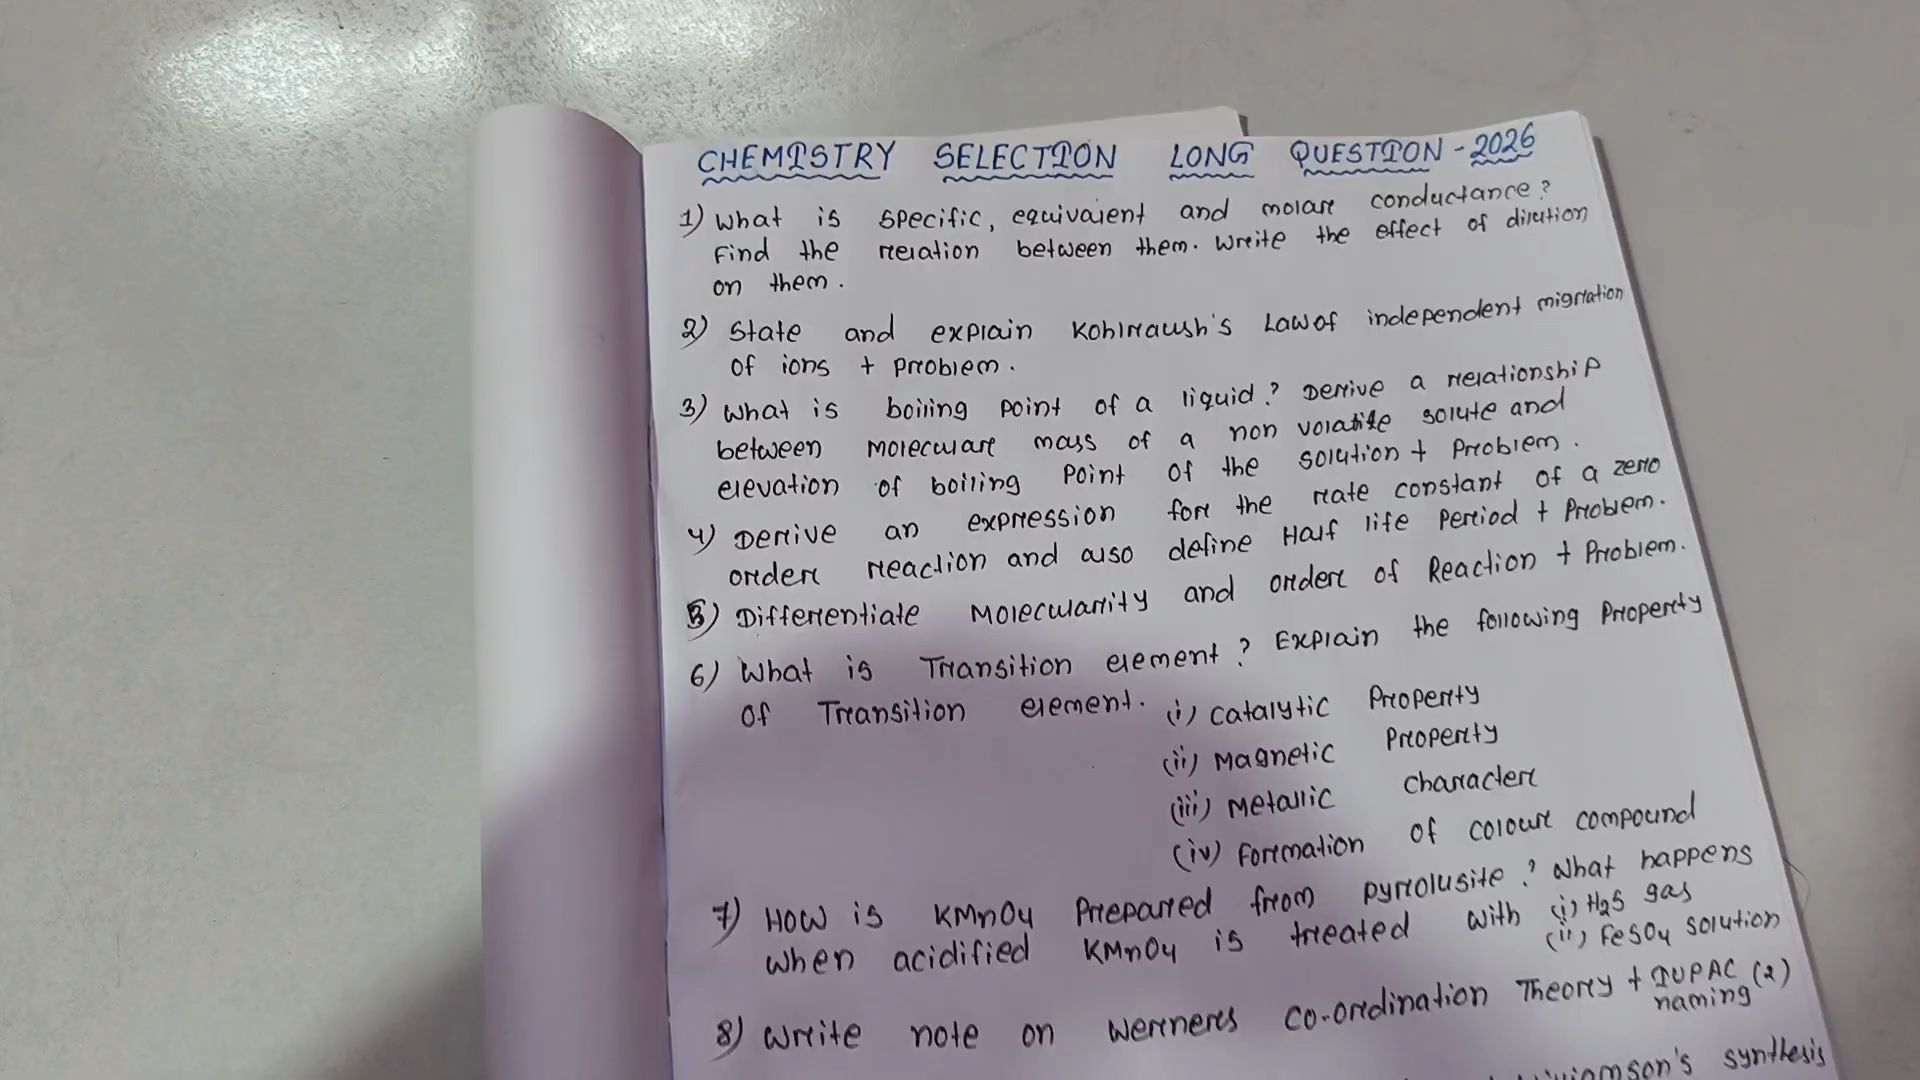 CHEMISTRY SELECTION LONG QUESTION - 2026
1) What is specific, equivalent and molar conductance?
Find the relation between them. Write the effect of dilution
on them.
2) State and explain Kohlraush's Law of independent migration
of ions + Problem.
3) What is boiling point of a liquid? Derive a relationship
between molecular mass of a non volatile solute and
elevation of boiling point of the solution + Problem.
4) Derive an expression for the rate constant of a zero
order reaction and also define Half life Period + Problem.
5) Differentiate Molecularity and order of Reaction + Problem.
6) What is Transition element? Explain the following Property
of Transition element. (i) Catalytic Property
(ii) Magnetic Property
(iii) Metallic character
(iv) Formation of colour compound
7) How is KMnO4 Prepared from pyrolusite? What happens
when acidified KMnO4 is treated with (i) H2S gas
(ii) FeSO4 solution
8) Write note on Werners Co-ordination Theory + IUPAC (2)
naming
synthesis